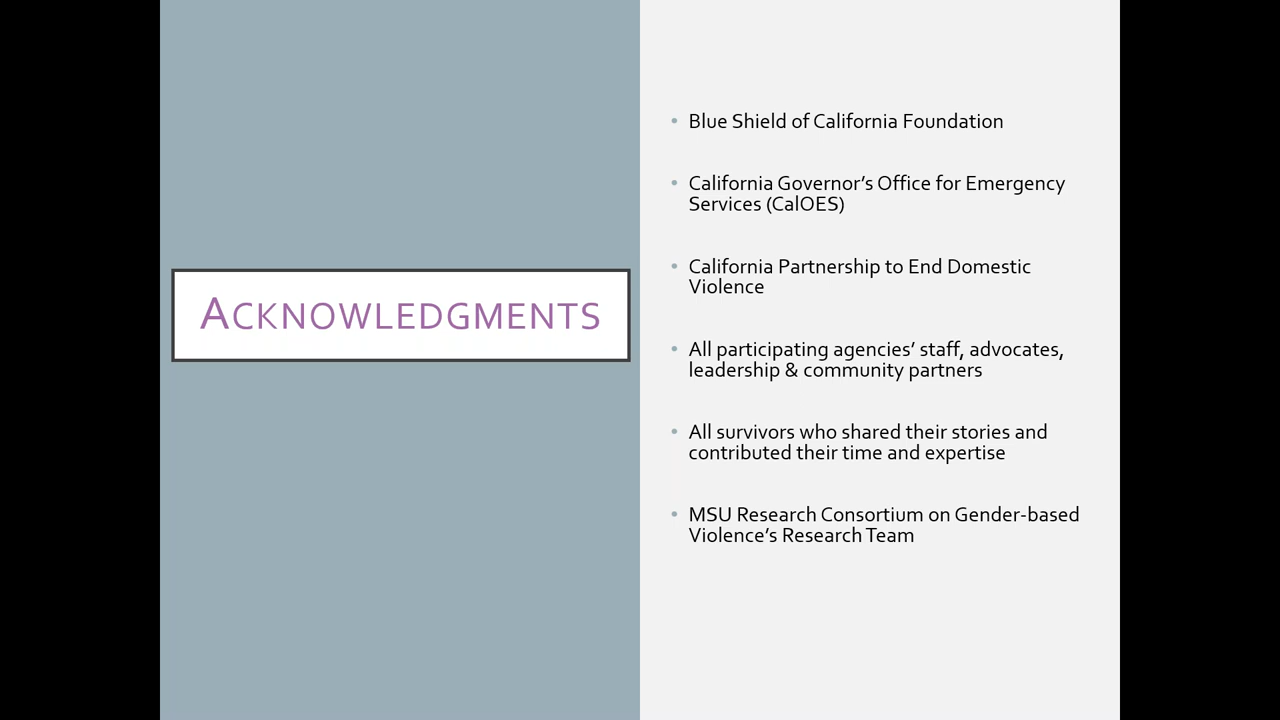 ACKNOWLEDGMENTS
• Blue Shield of California Foundation
• California Governor’s Office for Emergency
Services (CalOES)
• California Partnership to End Domestic
Violence
• All participating agencies’ staff, advocates,
leadership & community partners
• All survivors who shared their stories and
contributed their time and expertise
• MSU Research Consortium on Gender-based
Violence’s Research Team